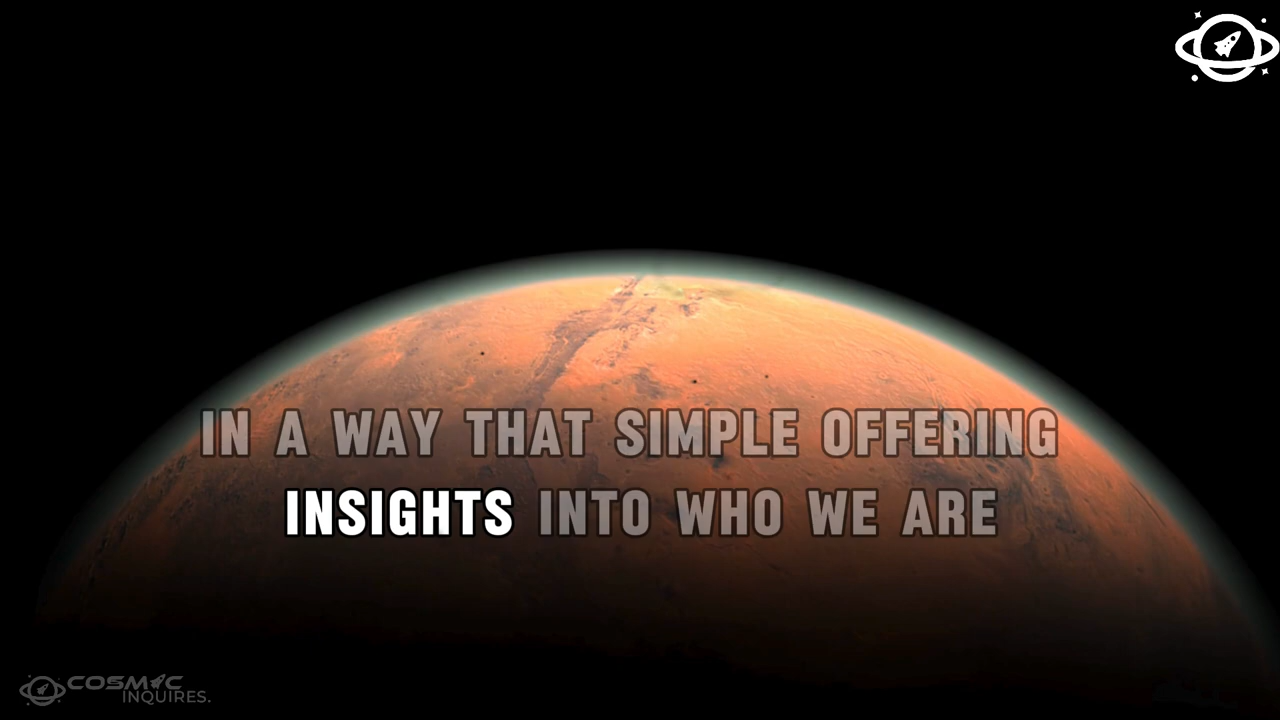 IN A WAY THAT SIMPLE OFFERING
INSIGHTS INTO WHO WE ARE
COSMIC
INQUIRES.